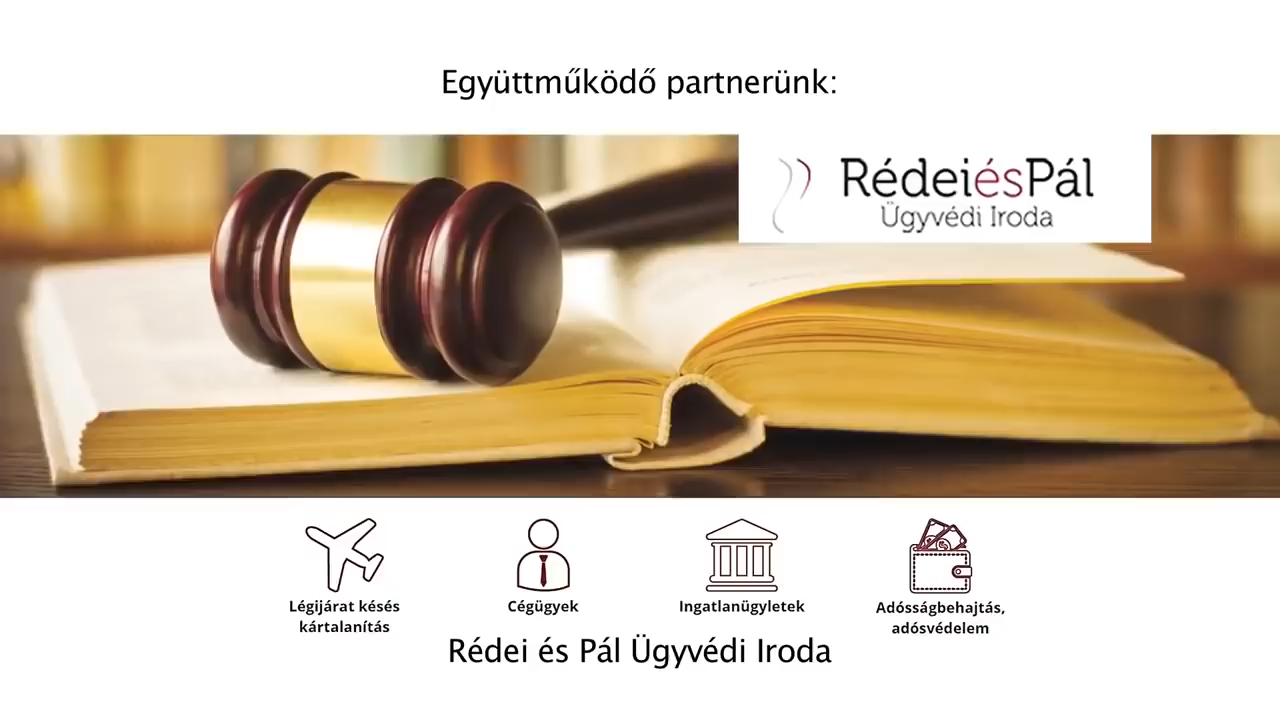 Együttműködő partnerünk:
RédeiésPál
Ügyvédi Iroda
Légijárat késés
kártalanítás
Cégügyek
Ingatlanügyletek
Adósságbehajtás,
adósvédelem
Rédei és Pál Ügyvédi Iroda